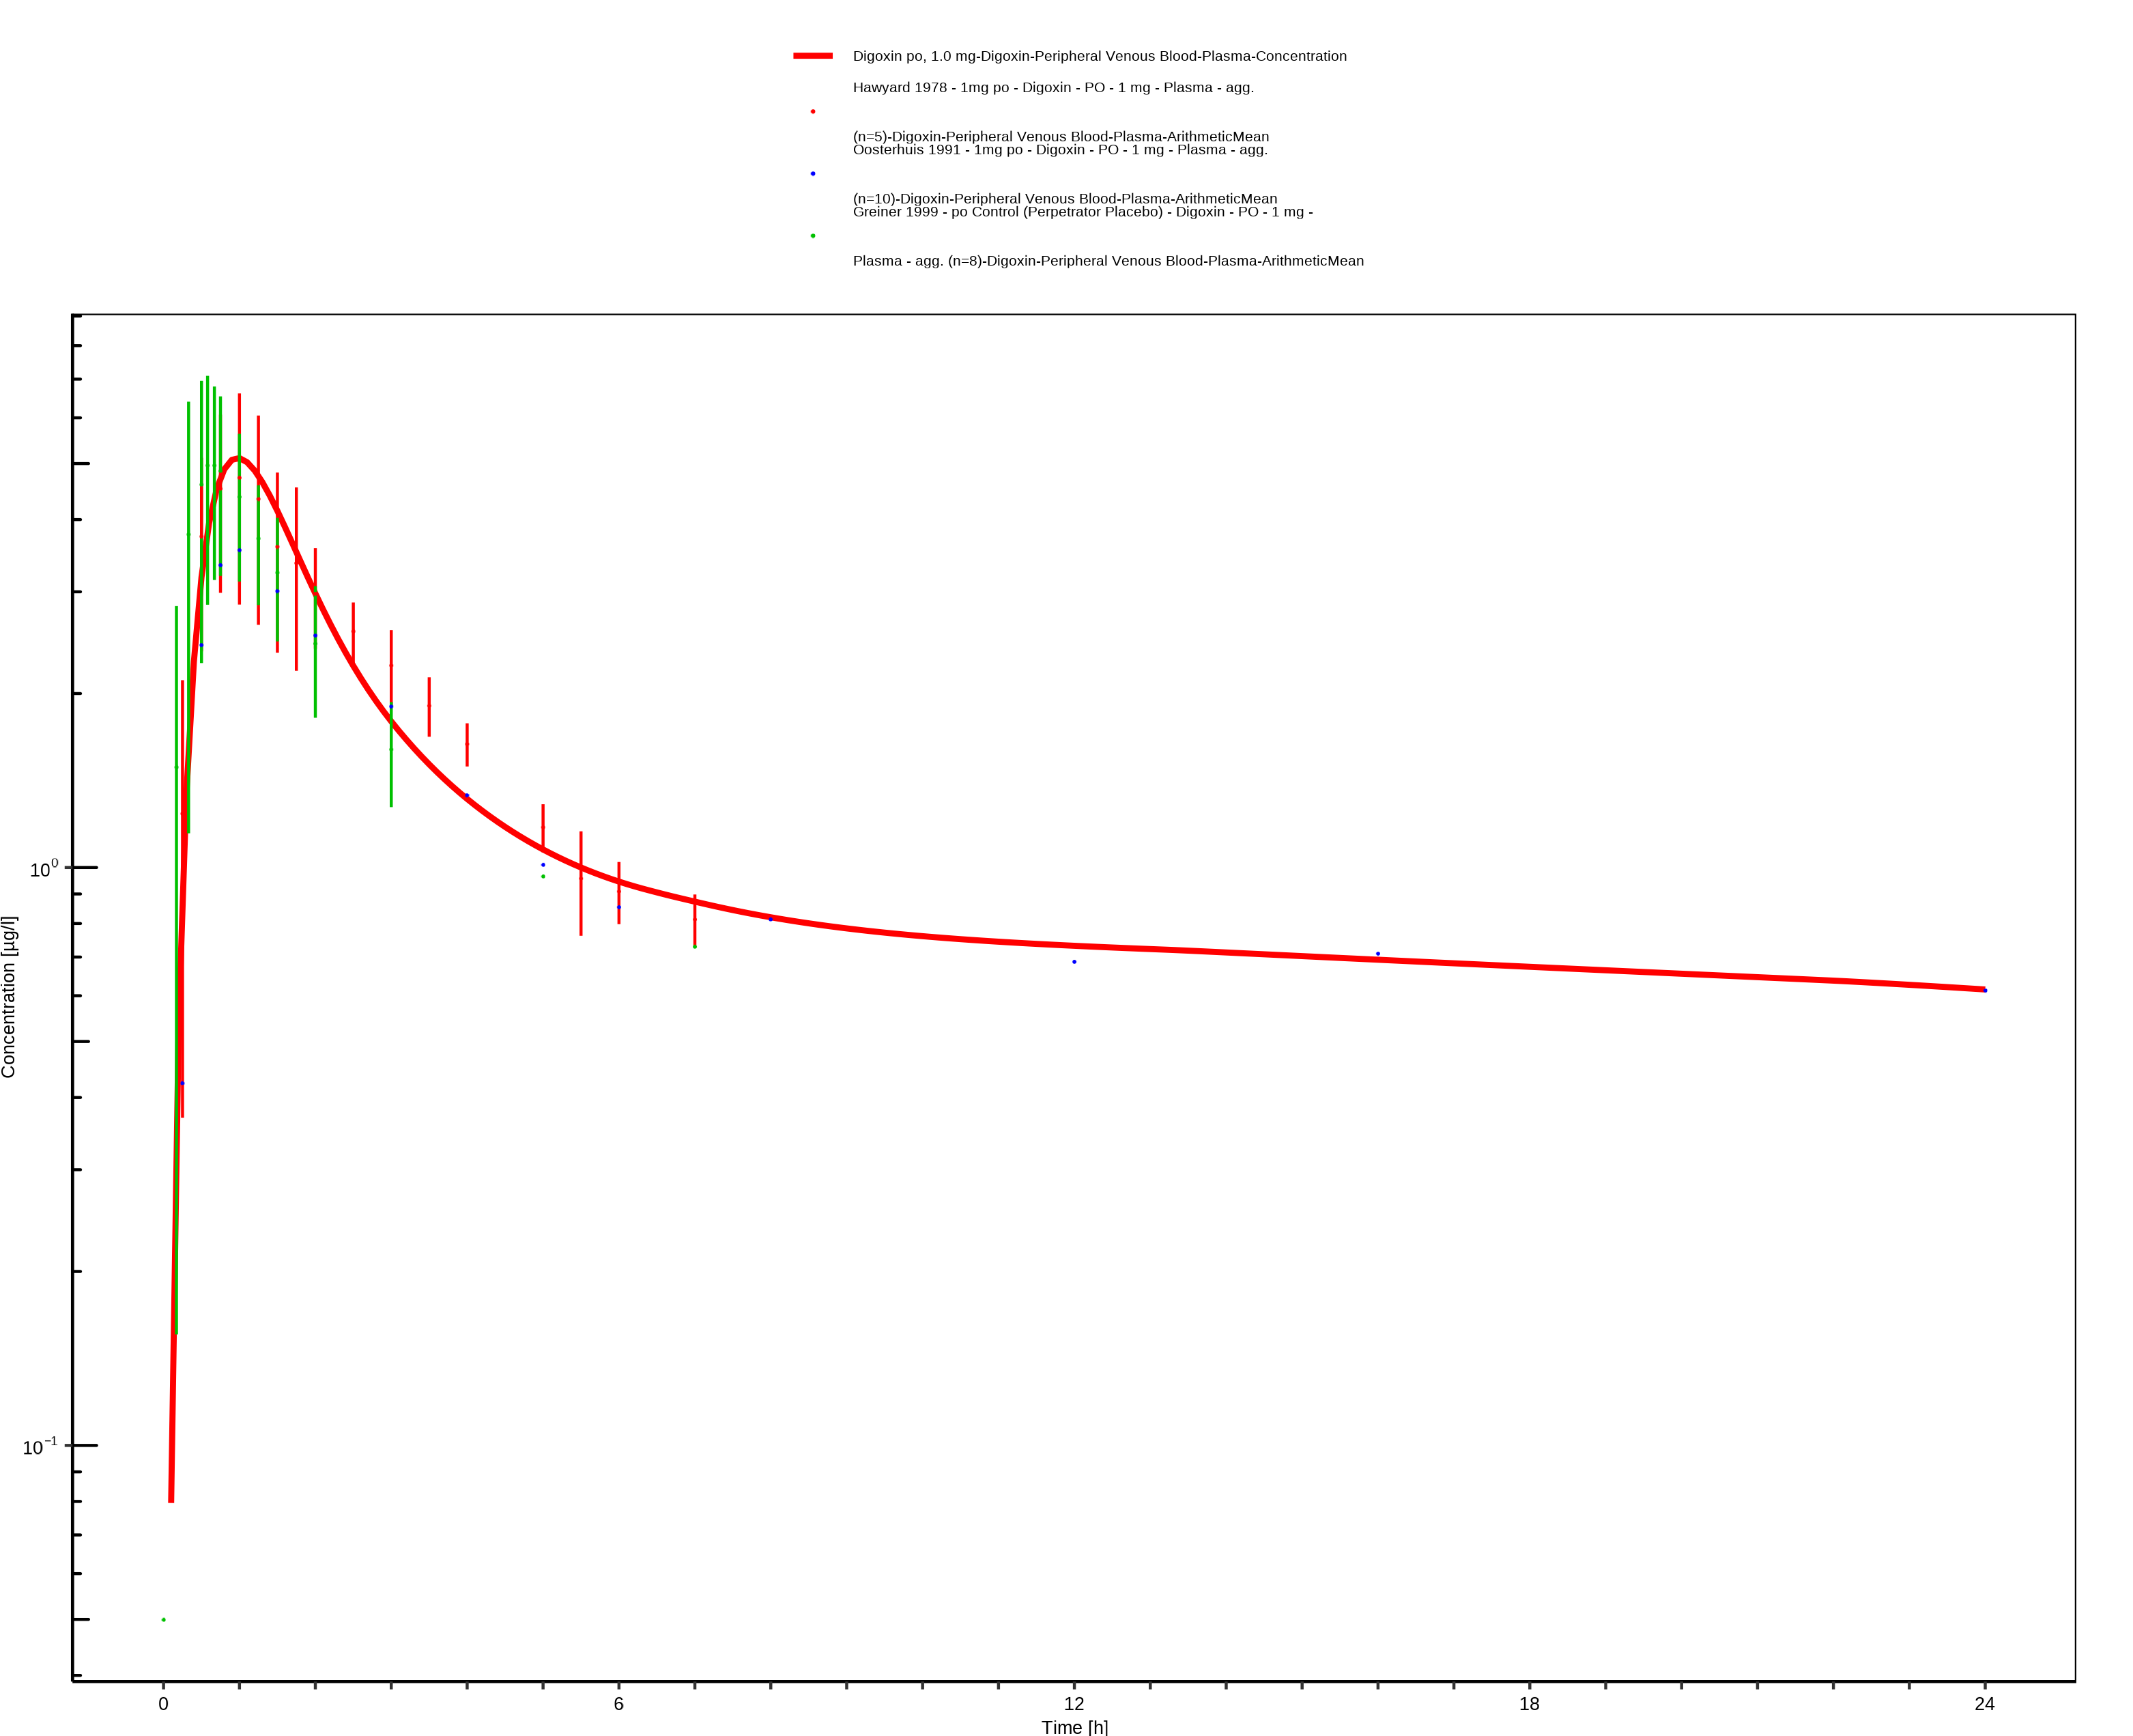 Digoxin po, 1.0 mg-Digoxin-Peripheral Venous Blood-Plasma-Concentration
Hawyard 1978 - 1mg po - Digoxin - PO - 1 mg - Plasma - agg.
(n=5)-Digoxin-Peripheral Venous Blood-Plasma-ArithmeticMean
Oosterhuis 1991 - 1mg po - Digoxin - PO - 1 mg - Plasma - agg.
(n=10)-Digoxin-Peripheral Venous Blood-Plasma-ArithmeticMean
Greiner 1999 - po Control (Perpetrator Placebo) - Digoxin - PO - 1 mg -
Plasma - agg. (n=8)-Digoxin-Peripheral Venous Blood-Plasma-ArithmeticMean
10⁰
Concentration [µg/l]
10⁻¹
0 6 12 18 24
Time [h]